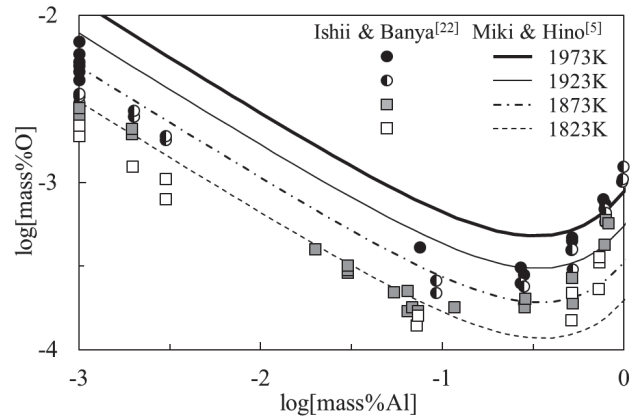 -2
Ishii & Banya[22] Miki & Hino[5]
1973K
1923K
1873K
1823K
-3
-4
log[mass%O]
-3 -2 -1 0
log[mass%Al]